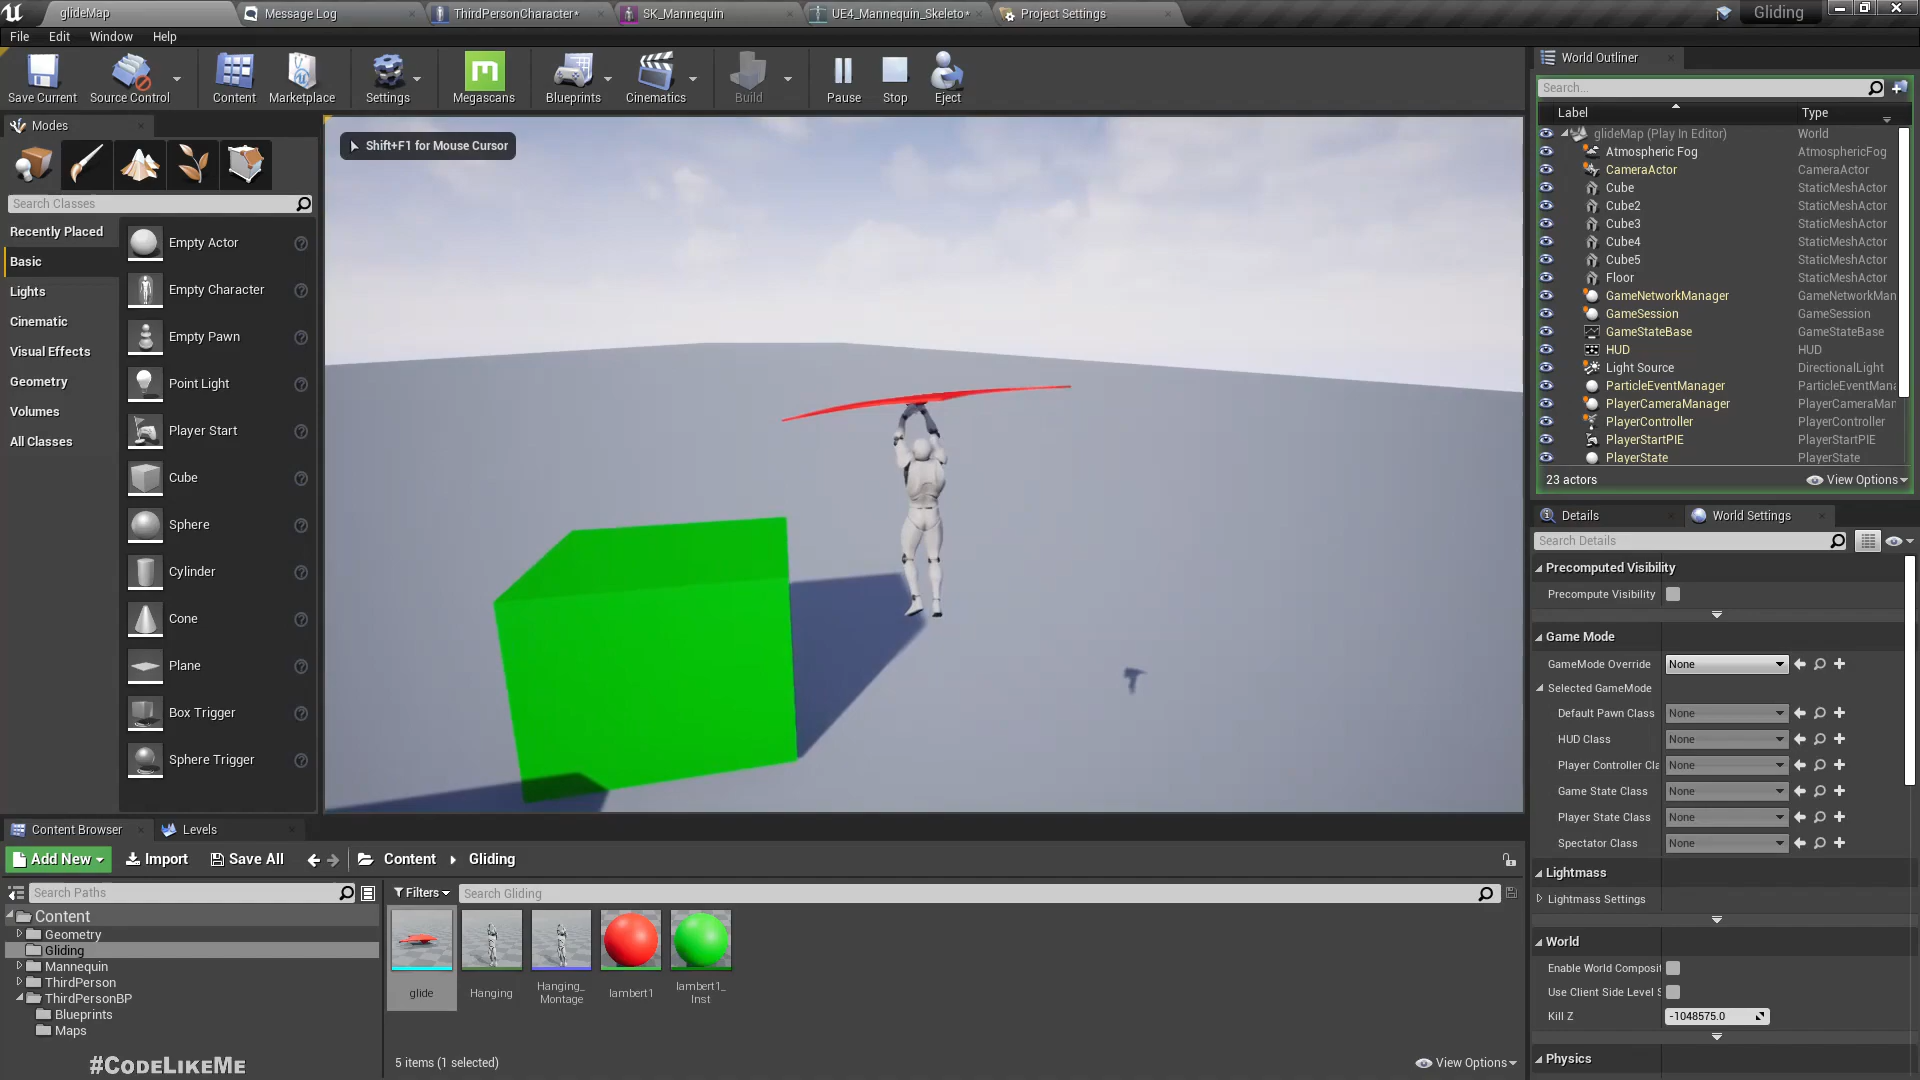 glideMap
Message Log
ThirdPersonCharacter*
SK_Mannequin
UE4_Mannequin_Skeleto*
Project Settings
Gliding
File
Edit
Window
Help
Save Current
Source Control
Content
Marketplace
Settings
Megascans
Blueprints
Cinematics
Build
Pause
Stop
Eject
Modes
Search Classes
Recently Placed
Basic
Lights
Cinematic
Visual Effects
Geometry
Volumes
All Classes
Empty Actor
Empty Character
Empty Pawn
Point Light
Player Start
Cube
Sphere
Cylinder
Cone
Plane
Box Trigger
Sphere Trigger
Shift+F1 for Mouse Cursor
World Outliner
Search...
Label
Type
glideMap (Play In Editor)
World
Atmospheric Fog
AtmosphericFog
CameraActor
CameraActor
Cube
StaticMeshActor
Cube2
StaticMeshActor
Cube3
StaticMeshActor
Cube4
StaticMeshActor
Cube5
StaticMeshActor
Floor
StaticMeshActor
GameNetworkManager
GameNetworkMan
GameSession
GameSession
GameStateBase
GameStateBase
HUD
HUD
Light Source
DirectionalLight
ParticleEventManager
ParticleEventMana
PlayerCameraManager
PlayerCameraMar
PlayerController
PlayerController
PlayerStartPIE
PlayerStartPIE
PlayerState
PlayerState
23 actors
View Options
Details
World Settings
Search Details
Precomputed Visibility
Precompute Visibility
Game Mode
GameMode Override
None
Selected GameMode
Default Pawn Class
None
HUD Class
None
Player Controller Cla
None
Game State Class
None
Player State Class
None
Spectator Class
None
Lightmass
Lightmass Settings
World
Enable World Composit
Use Client Side Level S
Kill Z
-1048575.0
Physics
Content Browser
Levels
Add New
Import
Save All
Content
Gliding
Search Paths
Filters
Search Gliding
Content
Geometry
Gliding
Mannequin
ThirdPerson
ThirdPersonBP
Blueprints
Maps
glide
Hanging
Hanging_
Montage
lambert1
lambert1_
Inst
5 items (1 selected)
View Options
#CodeLikeMe